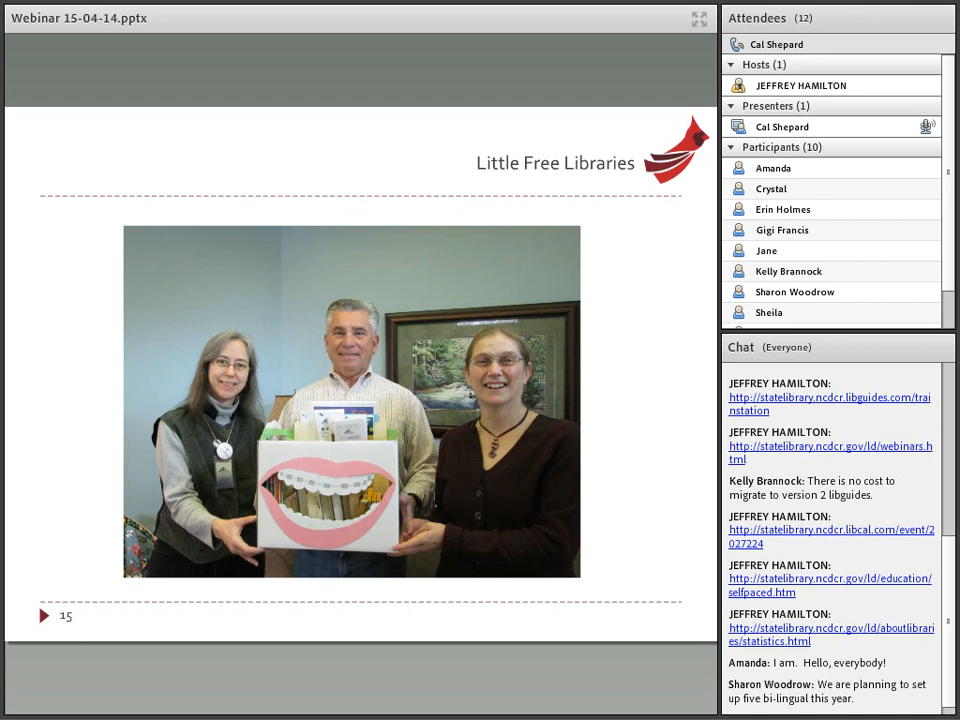 Webinar 15-04-14.pptx
Little Free Libraries
15
Attendees (12)
Cal Shepard
Hosts (1)
JEFFREY HAMILTON
Presenters (1)
Cal Shepard
Participants (10)
Amanda
Crystal
Erin Holmes
Gigi Francis
Jane
Kelly Brannock
Sharon Woodrow
Sheila
Chat (Everyone)
JEFFREY HAMILTON:
http://statelibrary.ncdcr.libguides.com/trai
nstation
JEFFREY HAMILTON:
http://statelibrary.ncdcr.gov/ld/webinars.h
tml
Kelly Brannock: There is no cost to
migrate to version 2 libguides.
JEFFREY HAMILTON:
http://statelibrary.ncdcr.libcal.com/event/2
027224
JEFFREY HAMILTON:
http://statelibrary.ncdcr.gov/ld/education/
selfpaced.htm
JEFFREY HAMILTON:
http://statelibrary.ncdcr.gov/ld/aboutlibrari
es/statistics.html
Amanda: I am. Hello, everybody!
Sharon Woodrow: We are planning to set
up five bi-lingual this year.